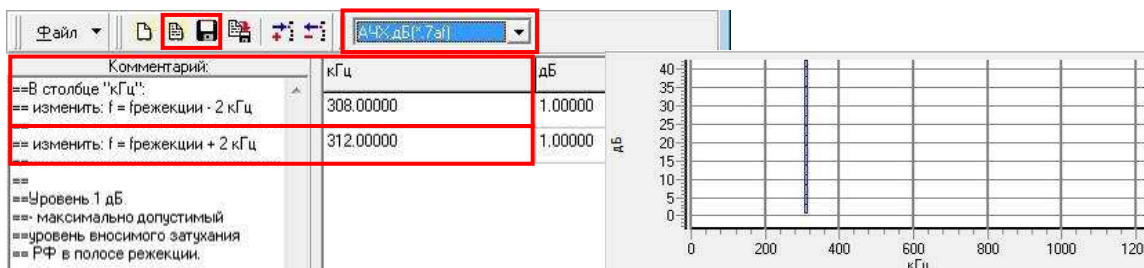 Файл
АЧХ,дБ(*.7af)
Комментарий:
кГц
дБ
==В столбце "кГц":
== изменить: f = fрежекции - 2 кГц
308.00000
1.00000
==
== изменить: f = fрежекции + 2 кГц
312.00000
1.00000
==
==
==Уровень 1 дБ
==- максимально допустимый
==уровень вносимого затухания
== РФ в полосе режекции.
дБ
40
35
30
25
20
15
10
5
0
0
200
400
600
800
1000
120
кГц